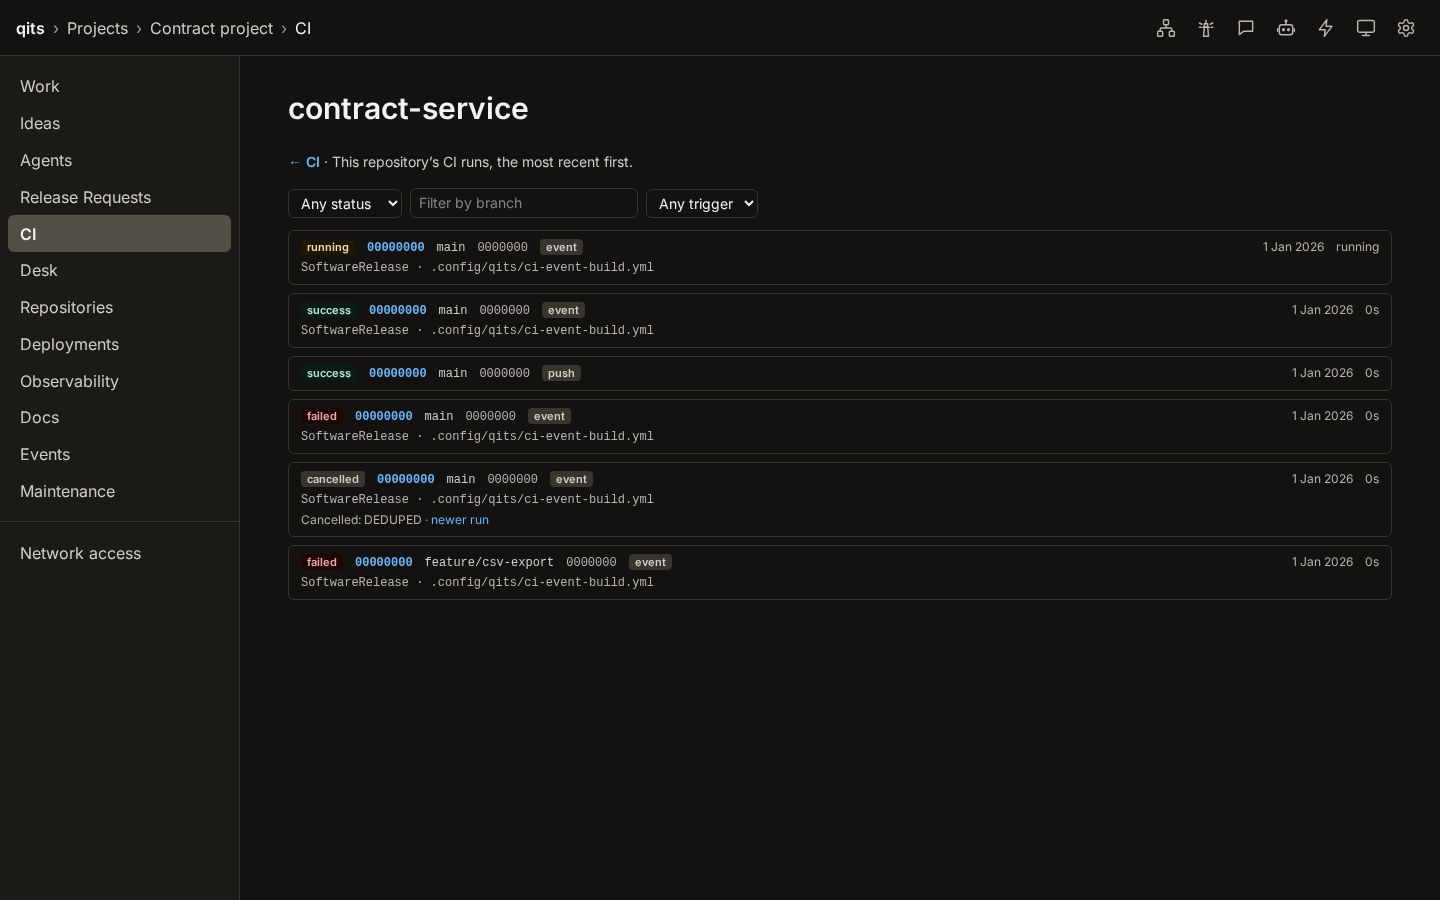 qits › Projects › Contract project › CI
Work
Ideas
Agents
Release Requests
CI
Desk
Repositories
Deployments
Observability
Docs
Events
Maintenance
Network access
contract-service
← CI · This repository’s CI runs, the most recent first.
Any status Filter by branch Any trigger
running 00000000 main 0000000 event 1 Jan 2026 running
SoftwareRelease · .config/qits/ci-event-build.yml
success 00000000 main 0000000 event 1 Jan 2026 0s
SoftwareRelease · .config/qits/ci-event-build.yml
success 00000000 main 0000000 push 1 Jan 2026 0s
failed 00000000 main 0000000 event 1 Jan 2026 0s
SoftwareRelease · .config/qits/ci-event-build.yml
cancelled 00000000 main 0000000 event 1 Jan 2026 0s
SoftwareRelease · .config/qits/ci-event-build.yml
Cancelled: DEDUPED · newer run
failed 00000000 feature/csv-export 0000000 event 1 Jan 2026 0s
SoftwareRelease · .config/qits/ci-event-build.yml